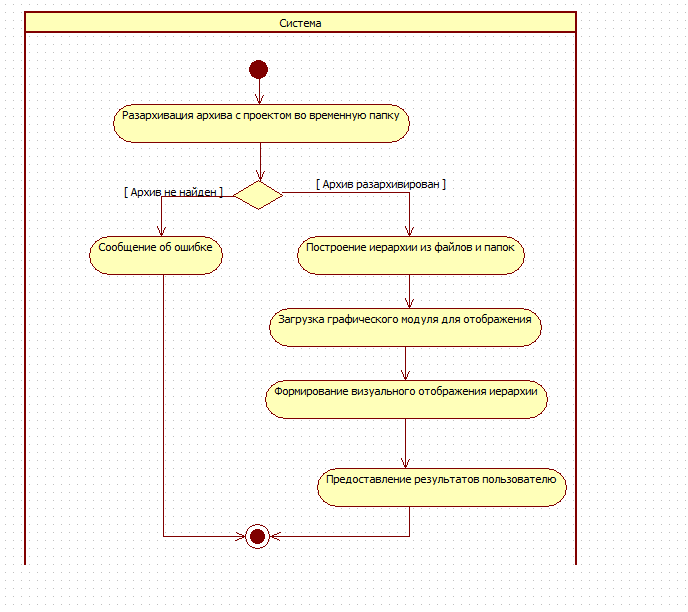 Система
Разархивация архива с проектом во временную папку
[ Архив не найден ]
[ Архив разархивирован ]
Сообщение об ошибке
Построение иерархии из файлов и папок
Загрузка графического модуля для отображения
Формирование визуального отображения иерархии
Предоставление результатов пользователю